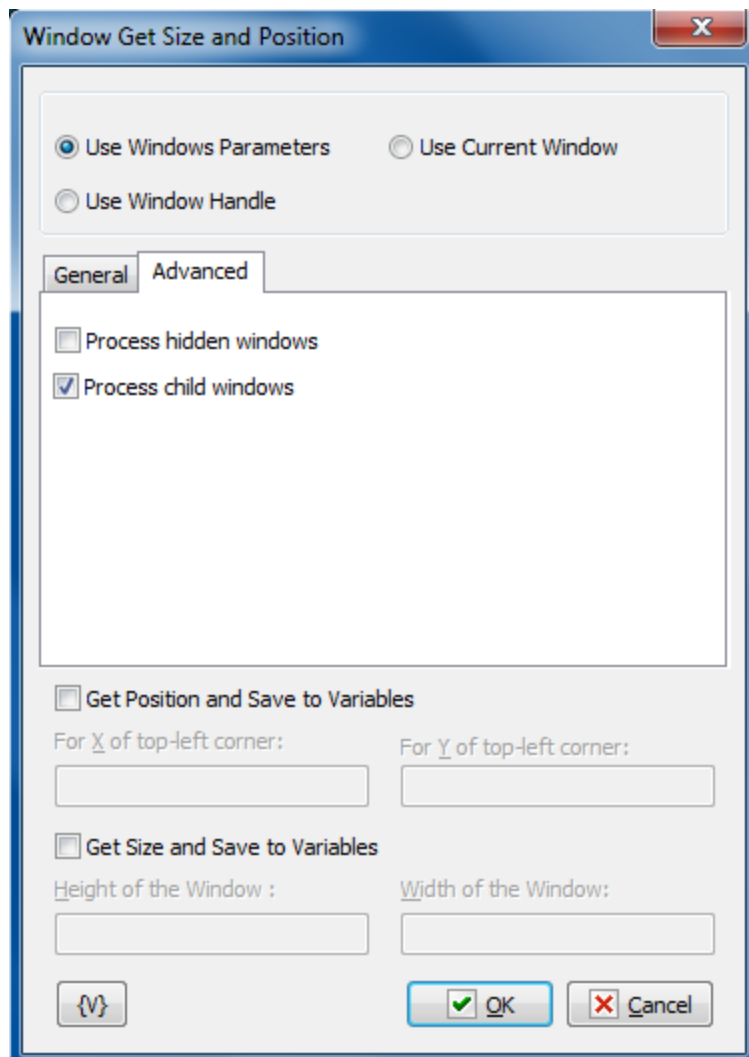 Window Get Size and Position
Use Windows Parameters
Use Current Window
Use Window Handle
General
Advanced
Process hidden windows
Process child windows
Get Position and Save to Variables
For X of top-left corner:
For Y of top-left corner:
Get Size and Save to Variables
Height of the Window :
Width of the Window:
{V}
OK
Cancel